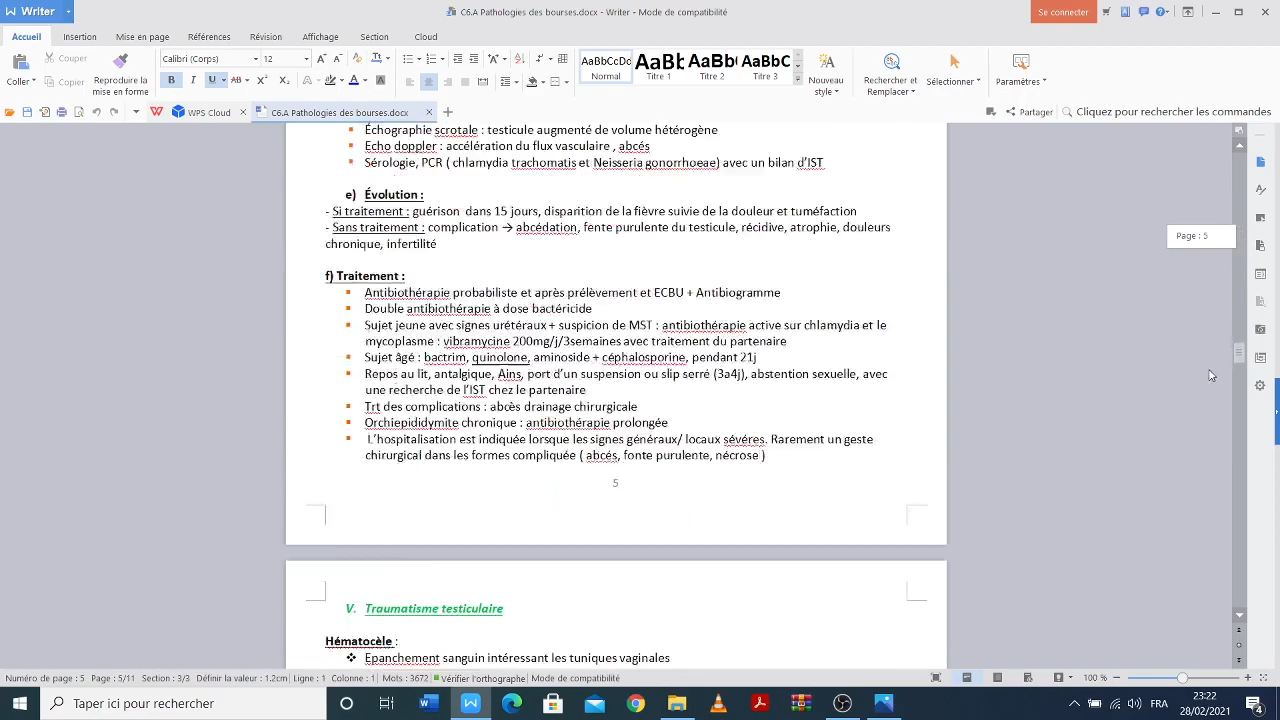 Writer
C6.A Pathologies des bourses.docx - Writer - Mode de compatibilité
Se connecter
Accueil Insertion Mise en page Références Révision Affichage Section Cloud
Couper
Calibri (Corps) 12
AaBbCcDc AaBb AaBbC AaBbC
Coller Copier Reproduire la mise en forme
B I U AB X² X₂ A A A
Normal Titre 1 Titre 2 Titre 3
Nouveau style
Rechercher et Remplacer
Sélectionner
Paramètres
WPS Cloud C6.A Pathologies des bourses.docx
Partager Cliquez pour rechercher les commandes
Échographie scrotale : testicule augmenté de volume hétérogène
Echo doppler : accélération du flux vasculaire , abcés
Sérologie, PCR ( chlamydia trachomatis et Neisseria gonorrhoeae) avec un bilan d'IST
e) Évolution :
- Si traitement : guérison dans 15 jours, disparition de la fièvre suivie de la douleur et tuméfaction
- Sans traitement : complication → abcédation, fente purulente du testicule, récidive, atrophie, douleurs
chronique, infertilité
Page : 5
f) Traitement :
Antibiothérapie probabiliste et après prélèvement et ECBU + Antibiogramme
Double antibiothérapie à dose bactéricide
Sujet jeune avec signes urétéraux + suspicion de MST : antibiothérapie active sur chlamydia et le
mycoplasme : vibramycine 200mg/j/3semaines avec traitement du partenaire
Sujet âgé : bactrim, quinolone, aminoside + céphalosporine, pendant 21j
Repos au lit, antalgique, Ains, port d'un suspension ou slip serré (3a4j), abstention sexuelle, avec
une recherche de l'IST chez le partenaire
Trt des complications : abcès drainage chirurgicale
Orchiepididymite chronique : antibiothérapie prolongée
L'hospitalisation est indiquée lorsque les signes généraux/ locaux sévéres. Rarement un geste
chirurgical dans les formes compliquée ( abcés, fonte purulente, nécrose )
5
V. Traumatisme testiculaire
Hématocèle :
Epanchement sanguin intéressant les tuniques vaginales
Numéro de page : 5 Page : 5/11 Section : 3/3 Définir la valeur : 1.2cm Ligne : 1 Colonne : 1 Mots : 3672 Vérifier l'orthographe Mode de compatibilité 100 %
Taperici pour rechercher
FRA
23:22
28/02/2021
4